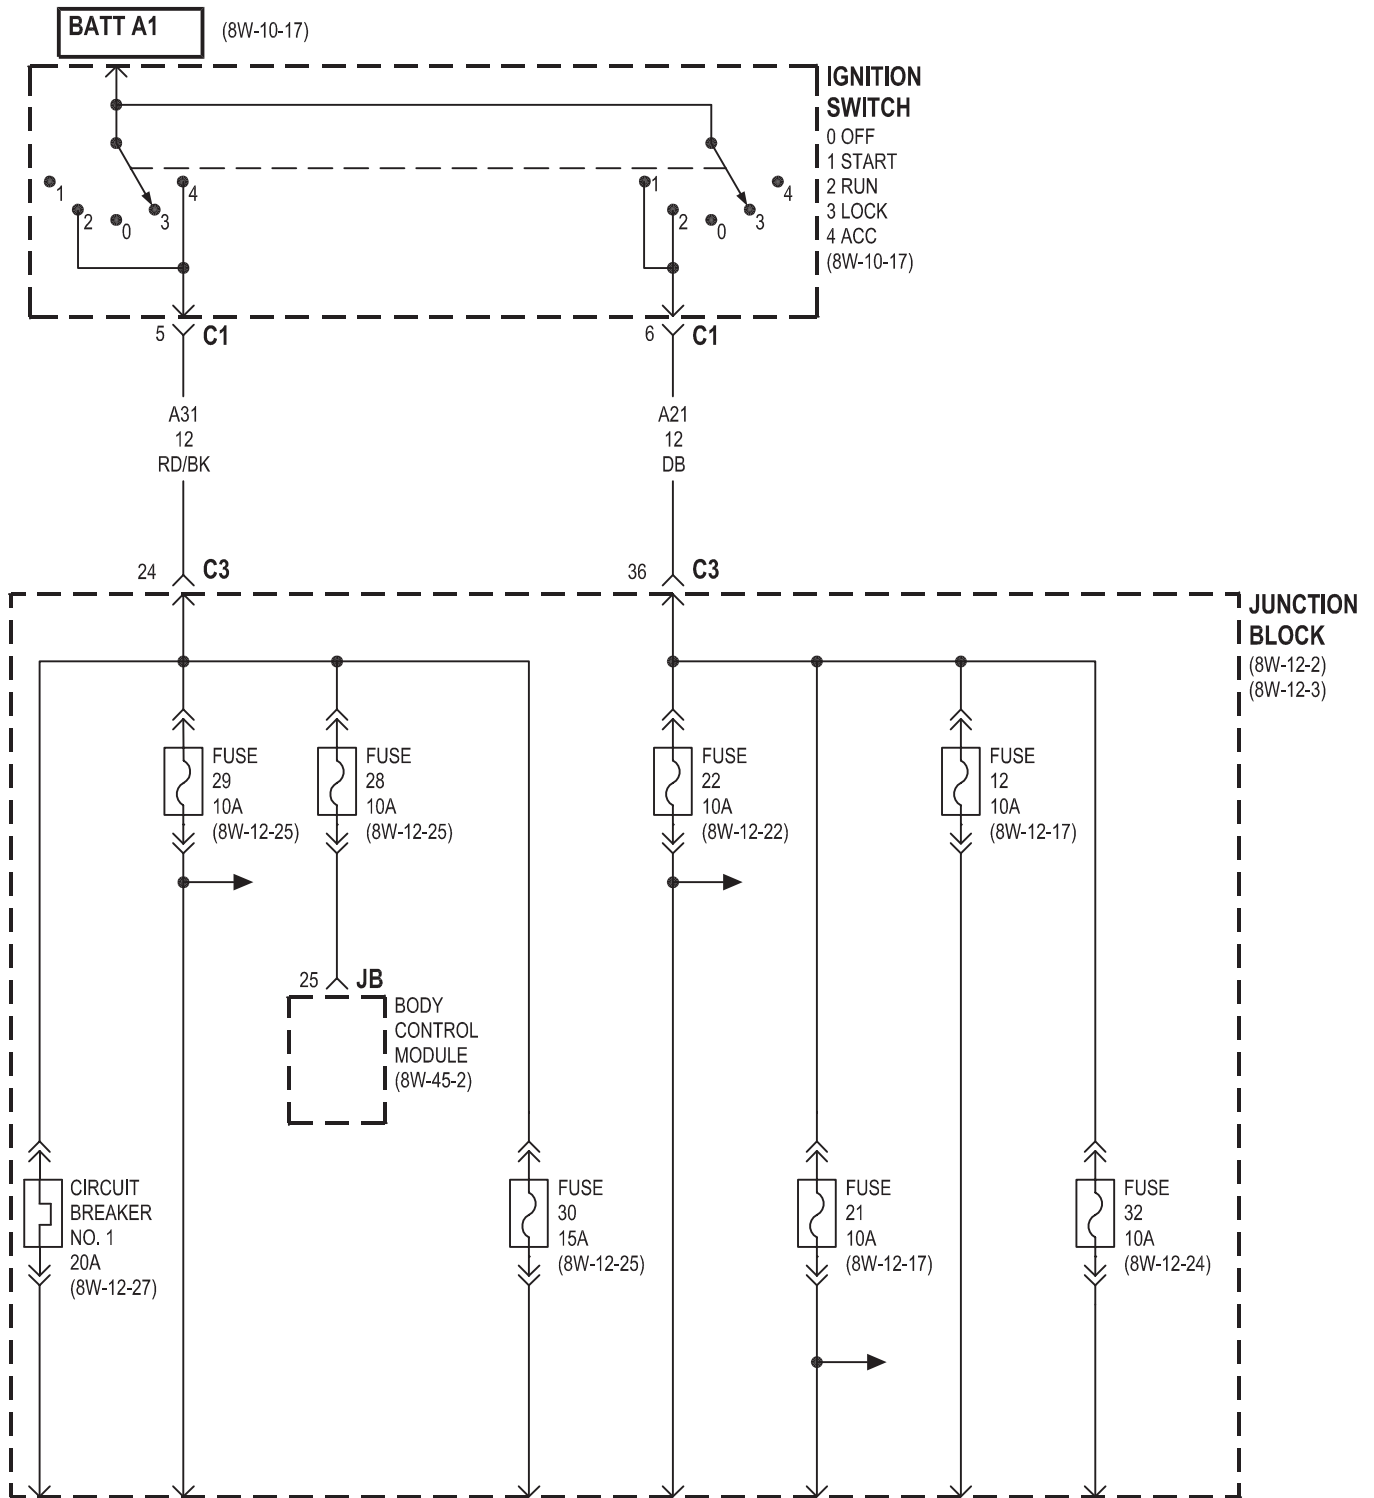 BATT A1
(8W-10-17)
IGNITION
SWITCH
0 OFF
1 START
2 RUN
3 LOCK
4 ACC
(8W-10-17)
1
2
0
3
4
1
2
0
3
4
5
C1
6
C1
A31
12
RD/BK
A21
12
DB
24
C3
36
C3
JUNCTION
BLOCK
(8W-12-2)
(8W-12-3)
FUSE
29
10A
(8W-12-25)
FUSE
28
10A
(8W-12-25)
FUSE
22
10A
(8W-12-22)
FUSE
12
10A
(8W-12-17)
25
JB
BODY
CONTROL
MODULE
(8W-45-2)
CIRCUIT
BREAKER
NO. 1
20A
(8W-12-27)
FUSE
30
15A
(8W-12-25)
FUSE
21
10A
(8W-12-17)
FUSE
32
10A
(8W-12-24)